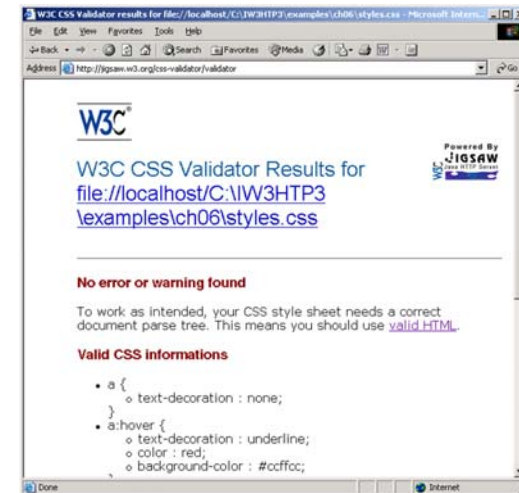 W3C CSS Validator results for file://localhost/C:\IW3HTP3\examples\ch06\styles.css - Microsoft Intern...
File Edit View Favorites Tools Help
Back Search Favorites Media
Address http://jigsaw.w3.org/css-validator/validator Go
W3C®
Powered By
JIGSAW
W3C Java HTTP Server
W3C CSS Validator Results for
file://localhost/C:\IW3HTP3
\examples\ch06\styles.css
No error or warning found
To work as intended, your CSS style sheet needs a correct
document parse tree. This means you should use valid HTML.
Valid CSS informations
• a {
o text-decoration : none;
}
• a:hover {
o text-decoration : underline;
o color : red;
o background-color : #ccffcc;
Done Internet